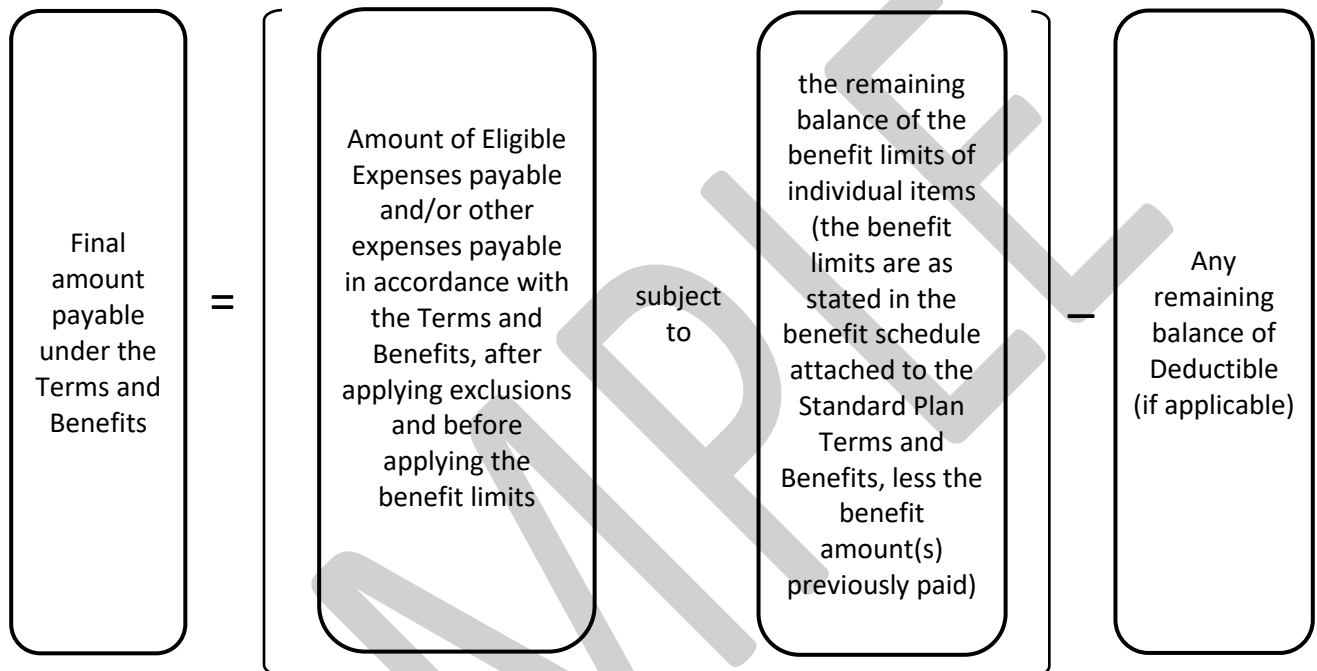 Final
amount
payable
under the
Terms and
Benefits
=
Amount of Eligible
Expenses payable
and/or other
expenses payable
in accordance with
the Terms and
Benefits, after
applying exclusions
and before
applying the
benefit limits
subject
to
the remaining
balance of the
benefit limits of
individual items
(the benefit
limits are as
stated in the
benefit schedule
attached to the
Standard Plan
Terms and
Benefits, less the
benefit
amount(s)
previously paid)
–
Any
remaining
balance of
Deductible
(if applicable)
MPLE